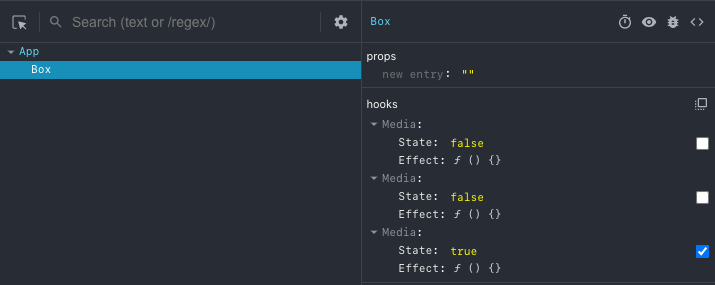 Search (text or /regex/)
App
Box
Box
props
new entry: ""
hooks
Media:
State: false
Effect: ƒ () {}
Media:
State: false
Effect: ƒ () {}
Media:
State: true
Effect: ƒ () {}